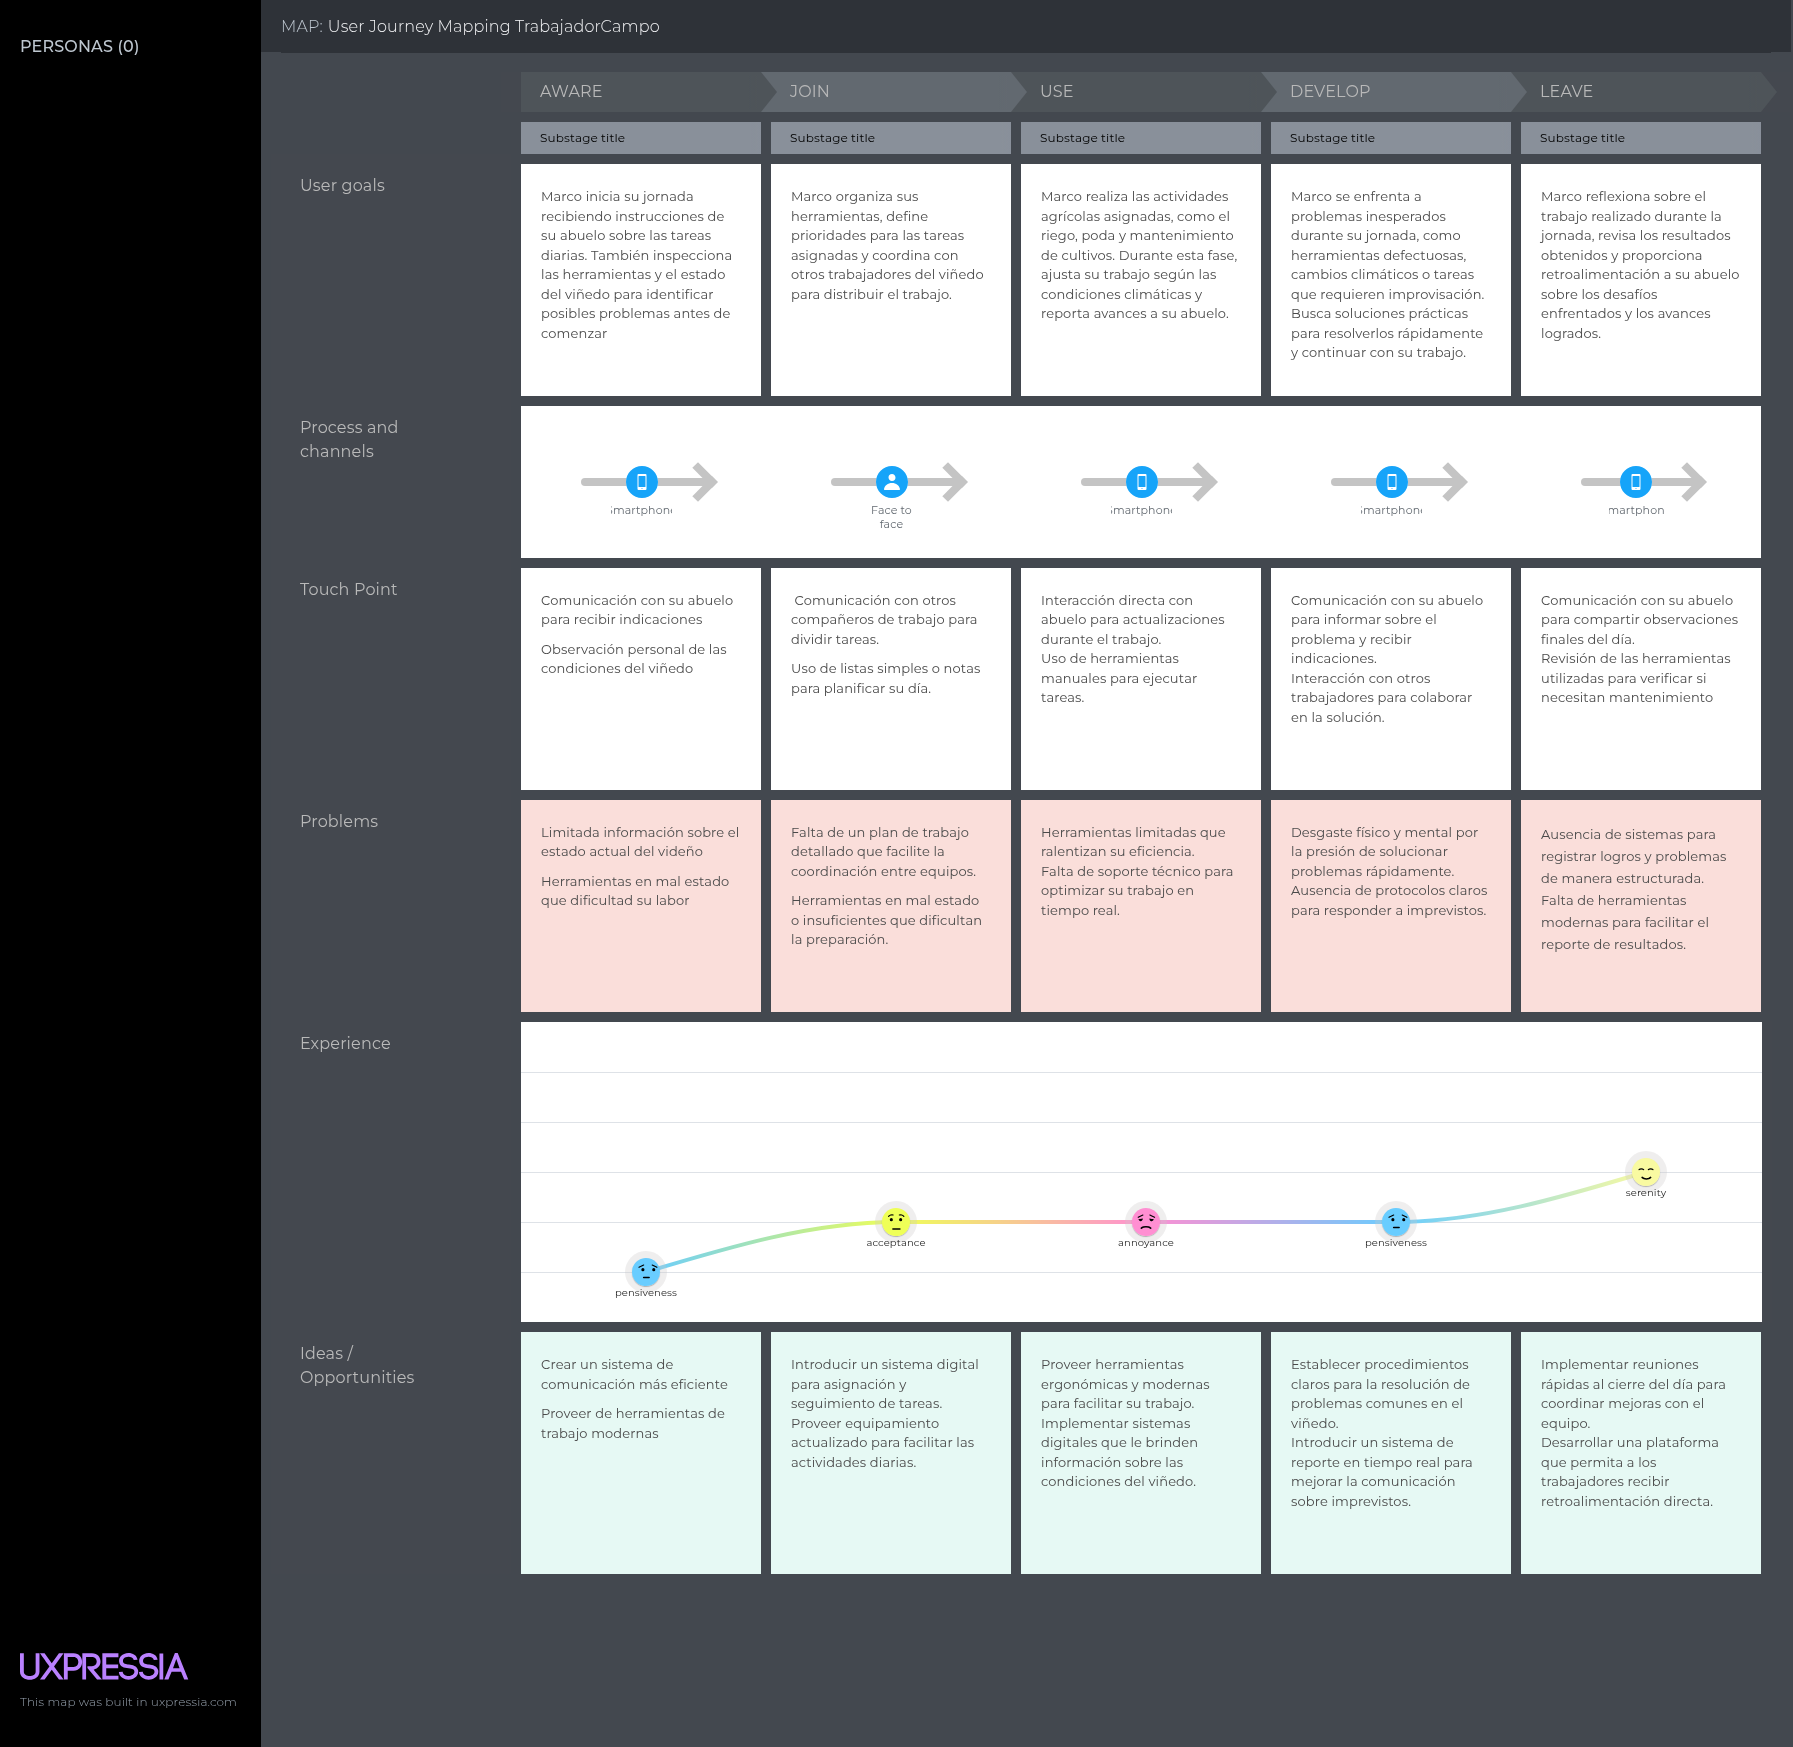 PERSONAS (0)
MAP: User Journey Mapping TrabajadorCampo
AWARE
JOIN
USE
DEVELOP
LEAVE
Substage title
Substage title
Substage title
Substage title
Substage title
User goals
Marco inicia su jornada
recibiendo instrucciones de
su abuelo sobre las tareas
diarias. También inspecciona
las herramientas y el estado
del viñedo para identificar
posibles problemas antes de
comenzar
Marco organiza sus
herramientas, define
prioridades para las tareas
asignadas y coordina con
otros trabajadores del viñedo
para distribuir el trabajo.
Marco realiza las actividades
agrícolas asignadas, como el
riego, poda y mantenimiento
de cultivos. Durante esta fase,
ajusta su trabajo según las
condiciones climáticas y
reporta avances a su abuelo.
Marco se enfrenta a
problemas inesperados
durante su jornada, como
herramientas defectuosas,
cambios climáticos o tareas
que requieren improvisación.
Busca soluciones prácticas
para resolverlos rápidamente
y continuar con su trabajo.
Marco reflexiona sobre el
trabajo realizado durante la
jornada, revisa los resultados
obtenidos y proporciona
retroalimentación a su abuelo
sobre los desafíos
enfrentados y los avances
logrados.
Process and
channels
Smartphone
Face to
face
Smartphone
Smartphone
martphon
Touch Point
Comunicación con su abuelo
para recibir indicaciones
Observación personal de las
condiciones del viñedo
Comunicación con otros
compañeros de trabajo para
dividir tareas.
Uso de listas simples o notas
para planificar su día.
Interacción directa con
abuelo para actualizaciones
durante el trabajo.
Uso de herramientas
manuales para ejecutar
tareas.
Comunicación con su abuelo
para informar sobre el
problema y recibir
indicaciones.
Interacción con otros
trabajadores para colaborar
en la solución.
Comunicación con su abuelo
para compartir observaciones
finales del día.
Revisión de las herramientas
utilizadas para verificar si
necesitan mantenimiento
Problems
Limitada información sobre el
estado actual del videño
Herramientas en mal estado
que dificultad su labor
Falta de un plan de trabajo
detallado que facilite la
coordinación entre equipos.
Herramientas en mal estado
o insuficientes que dificultan
la preparación.
Herramientas limitadas que
ralentizan su eficiencia.
Falta de soporte técnico para
optimizar su trabajo en
tiempo real.
Desgaste físico y mental por
la presión de solucionar
problemas rápidamente.
Ausencia de protocolos claros
para responder a imprevistos.
Ausencia de sistemas para
registrar logros y problemas
de manera estructurada.
Falta de herramientas
modernas para facilitar el
reporte de resultados.
Experience
serenity
acceptance
annoyance
pensiveness
pensiveness
Ideas /
Opportunities
Crear un sistema de
comunicación más eficiente
Proveer de herramientas de
trabajo modernas
Introducir un sistema digital
para asignación y
seguimiento de tareas.
Proveer equipamiento
actualizado para facilitar las
actividades diarias.
Proveer herramientas
ergonómicas y modernas
para facilitar su trabajo.
Implementar sistemas
digitales que le brinden
información sobre las
condiciones del viñedo.
Establecer procedimientos
claros para la resolución de
problemas comunes en el
viñedo.
Introducir un sistema de
reporte en tiempo real para
mejorar la comunicación
sobre imprevistos.
Implementar reuniones
rápidas al cierre del día para
coordinar mejoras con el
equipo.
Desarrollar una plataforma
que permita a los
trabajadores recibir
retroalimentación directa.
UXPRESSIA
This map was built in uxpressia.com